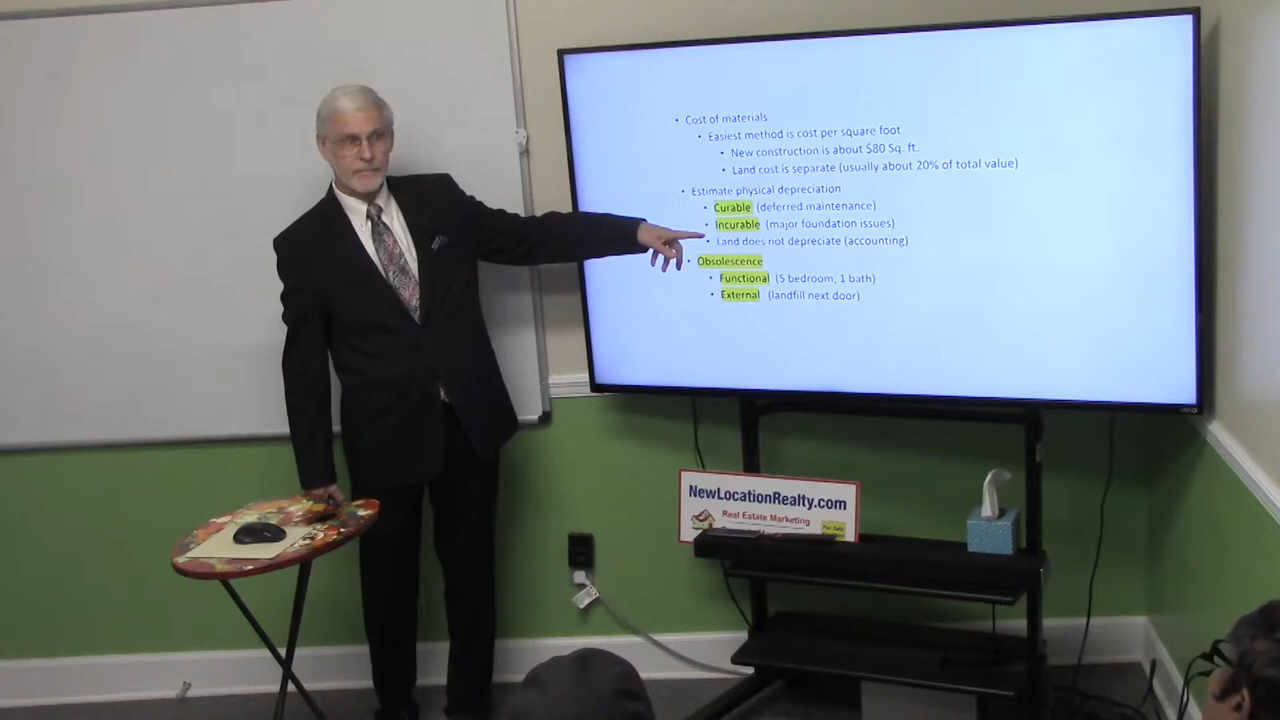 • Cost of materials
• Easiest method is cost per square foot
• New construction is about $80 Sq. ft.
• Land cost is separate (usually about 20% of total value)
• Estimate physical depreciation
• Curable (deferred maintenance)
• Incurable (major foundation issues)
• Land does not depreciate (accounting)
• Obsolescence
• Functional (5 bedroom, 1 bath)
• External (landfill next door)
NewLocationRealty.com
Real Estate Marketing
For Sale